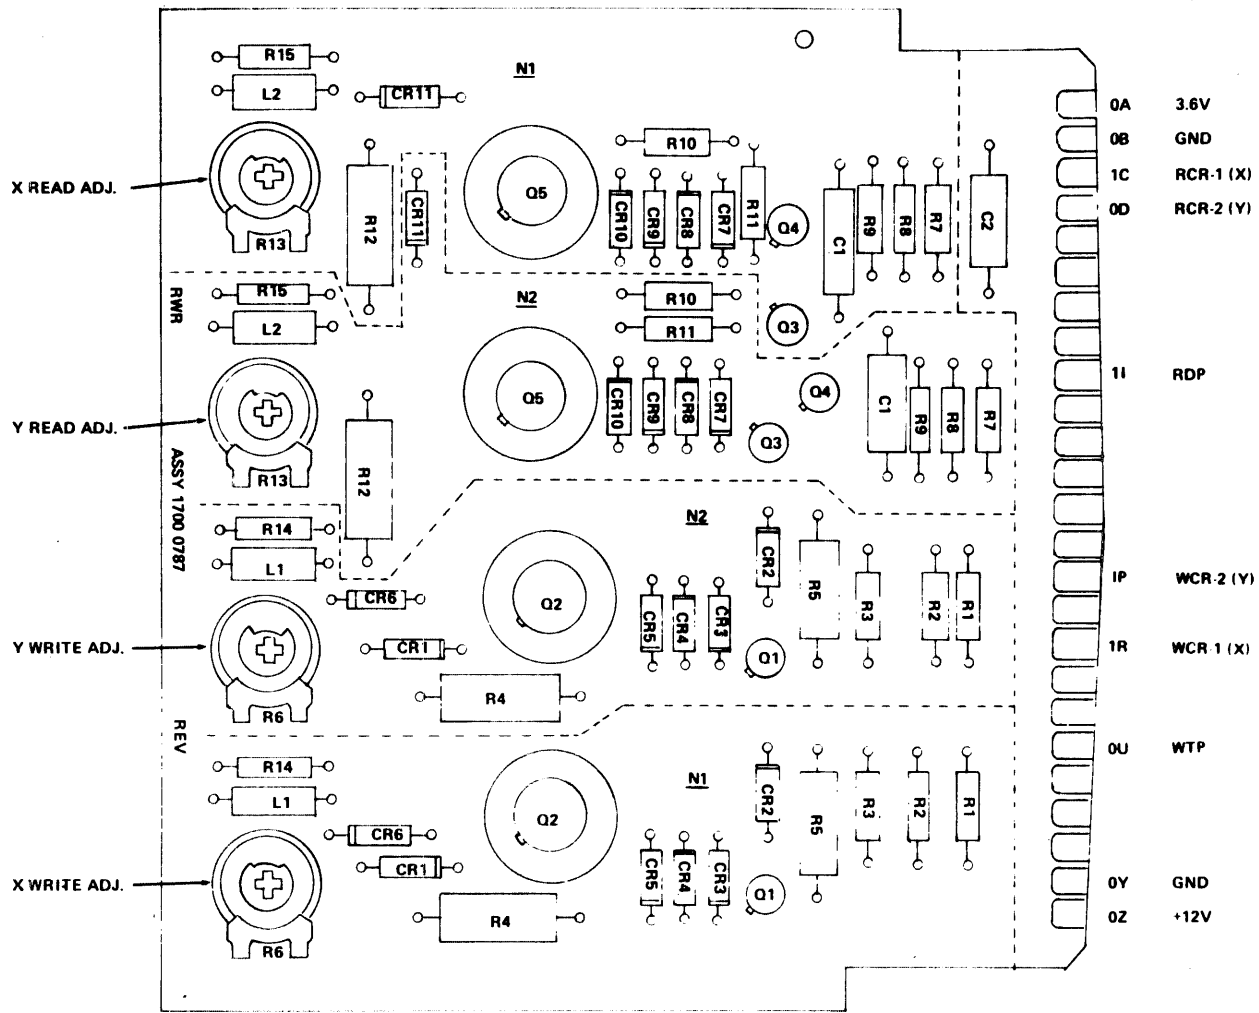 R15
L2
CR11
N1
X READ ADJ.
R13
R12
CR11
Q5
R10
CR10
CR9
CR8
CR7
R11
Q4
Q3
C1
R9
R8
R7
C2
RWR
R15
L2
N2
R10
R11
Y READ ADJ.
R13
R12
Q5
CR10
CR9
CR8
CR7
Q4
Q3
C1
R9
R8
R7
ASSY 1700 0787
R14
L1
N2
CR6
CR1
Y WRITE ADJ.
R6
R4
Q2
CR5
CR4
CR3
CR2
Q1
R5
R3
R2
R1
REV
R14
L1
N1
CR6
CR1
X WRITE ADJ.
R6
R4
Q2
CR5
CR4
CR3
CR2
Q1
R5
R3
R2
R1
0A 3.6V
0B GND
1C RCR-1 (X)
0D RCR-2 (Y)
1I RDP
IP WCR-2 (Y)
1R WCR-1 (X)
0U WTP
0Y GND
0Z +12V